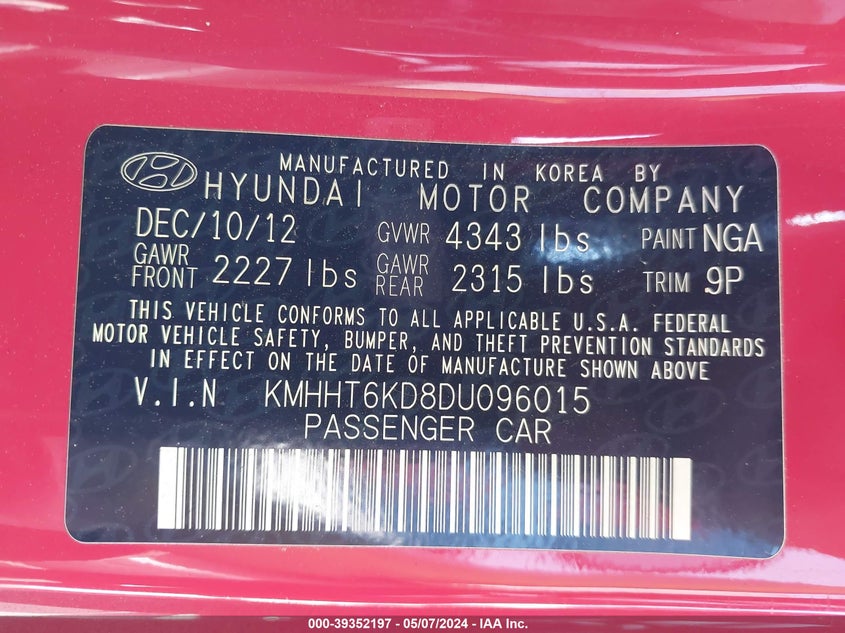 MANUFACTURED IN KOREA BY
HYUNDAI MOTOR COMPANY
DEC/10/12 GVWR 4343 lbs PAINT NGA
GAWR FRONT 2227 lbs GAWR REAR 2315 lbs TRIM 9P
THIS VEHICLE CONFORMS TO ALL APPLICABLE U.S.A. FEDERAL
MOTOR VEHICLE SAFETY, BUMPER, AND THEFT PREVENTION STANDARDS
IN EFFECT ON THE DATE OF MANUFACTURE SHOWN ABOVE.
V.I.N KMHHT6KD8DU096015
PASSENGER CAR
000-39352197 - 05/07/2024 - IAA Inc.